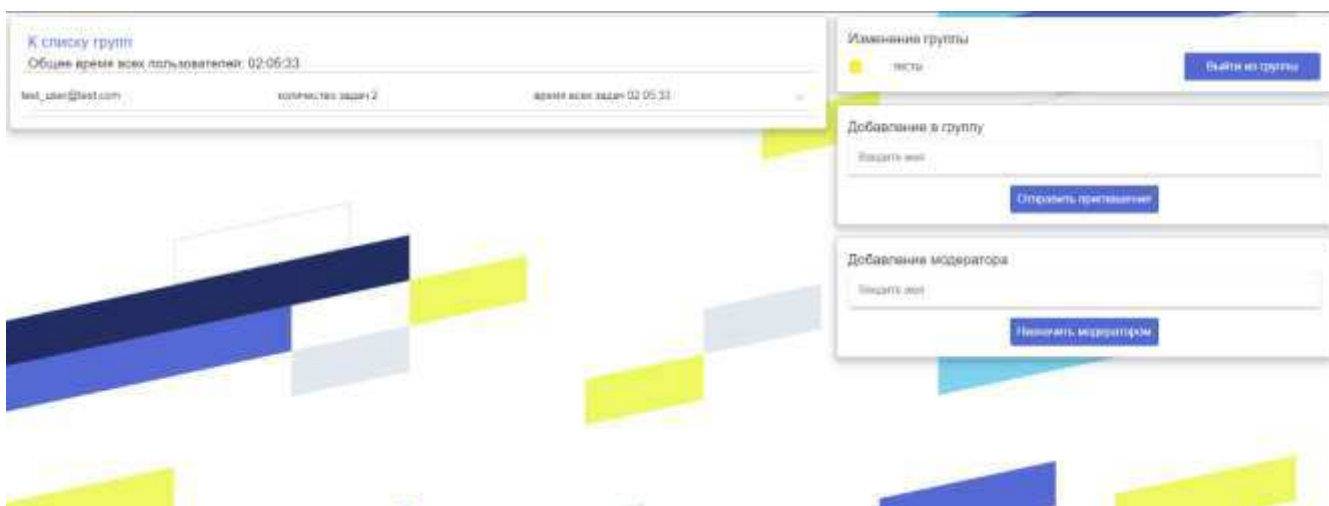 К списку групп
Общее время всех пользователей: 02:05:33
test_user@test.com количество задач 2 время всех задач 02:05:33
Изменение группы
тесты Выйти из группы
Добавление в группу
Введите имя
Отправить приглашение
Добавление модератора
Введите имя
Назначить модератором